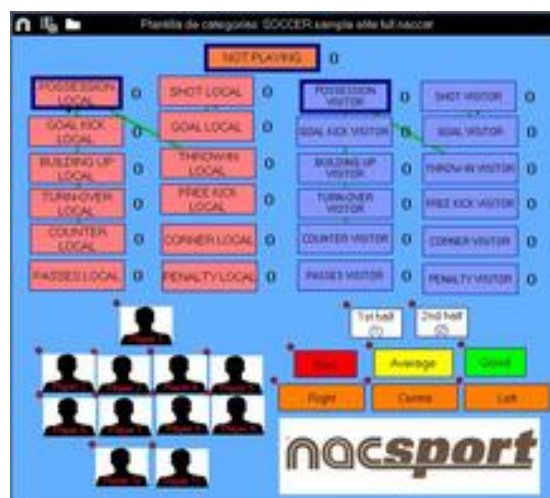 Plantilla de categorías: SOCCER sample elite full nacsport
NOT PLAYING 0
POSSESSION LOCAL 0
SHOT LOCAL 0
POSSESSION VISITOR 0
SHOT VISITOR 0
GOAL KICK LOCAL 0
GOAL LOCAL 0
GOAL KICK VISITOR 0
GOAL VISITOR 0
BUILDING UP LOCAL 0
THROW-IN LOCAL 0
BUILDING UP VISITOR 0
THROW-IN VISITOR 0
TURN-OVER LOCAL 0
FREE KICK LOCAL 0
TURN-OVER VISITOR 0
FREE KICK VISITOR 0
COUNTER LOCAL 0
CORNER LOCAL 0
COUNTER VISITOR 0
CORNER VISITOR 0
PASSES LOCAL 0
PENALTY LOCAL 0
PASSES VISITOR 0
PENALTY VISITOR 0
1st half
(1)
2nd half
(2)
Average
Good
Right
Centre
Left
nacsport